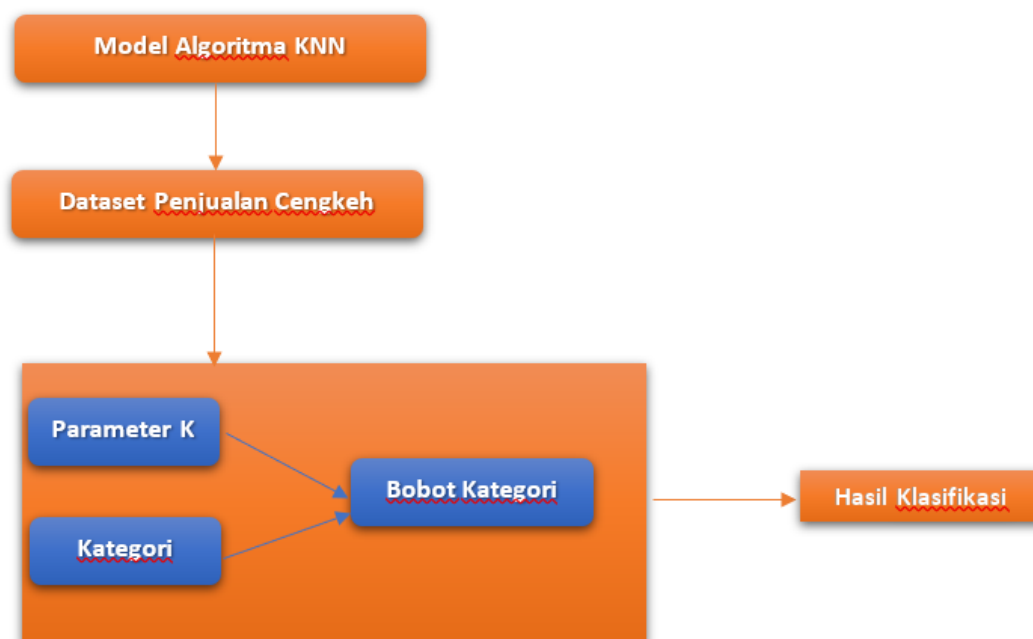 Model Algoritma KNN
Dataset Penjualan Cengkeh
Parameter K
Bobot Kategori
Kategori
Hasil Klasifikasi